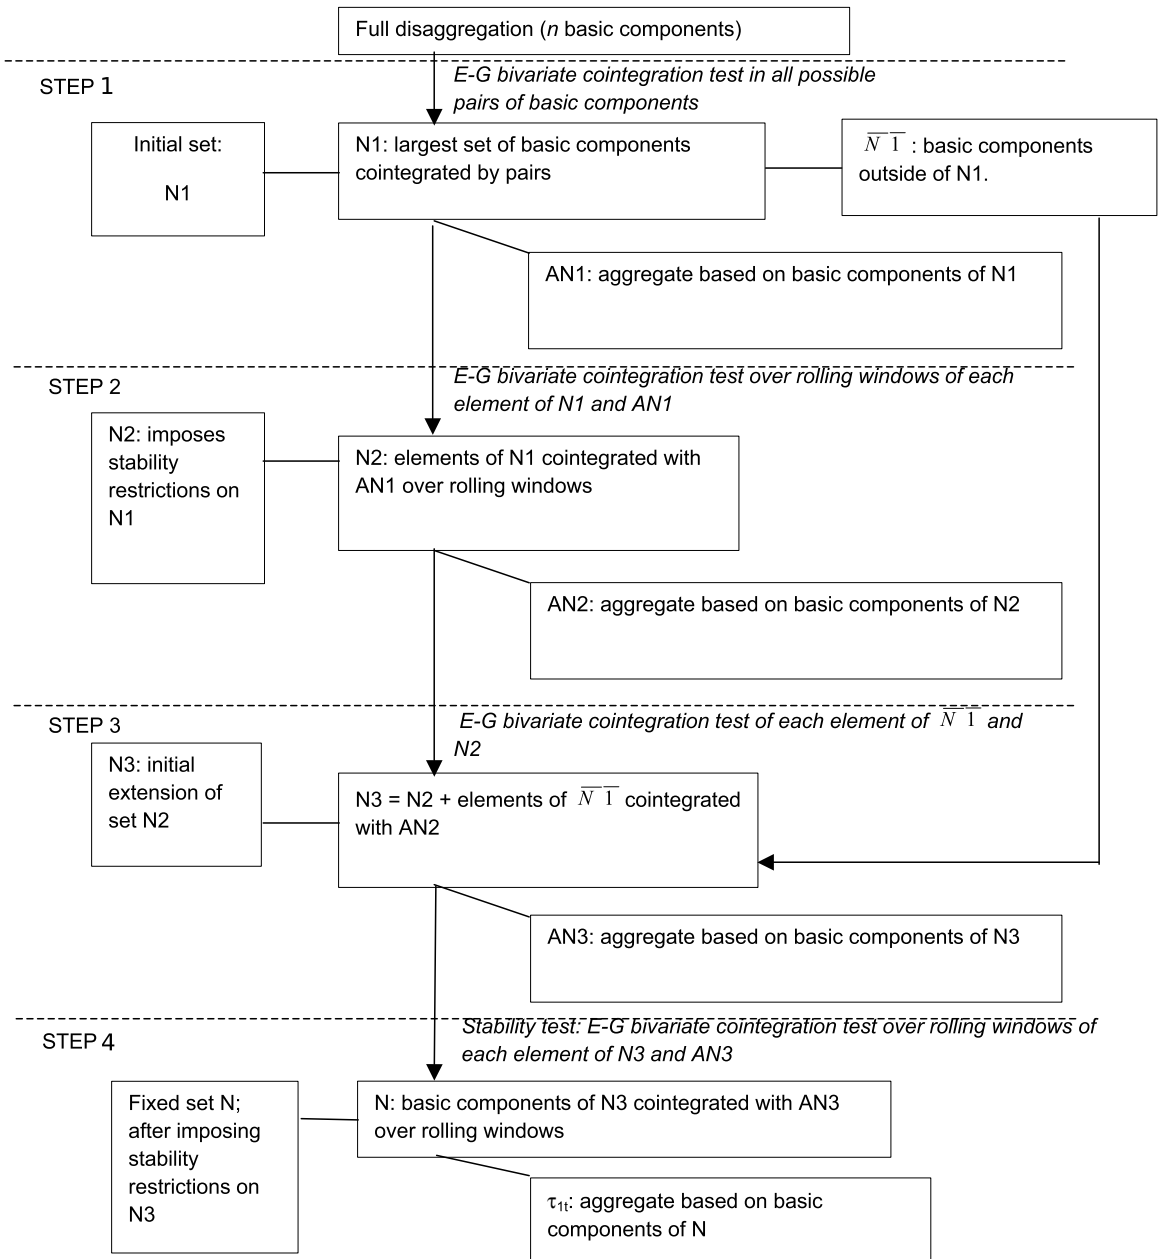 Full disaggregation (n basic components)
STEP 1
E-G bivariate cointegration test in all possible
pairs of basic components
Initial set:
N1
N1: largest set of basic components
cointegrated by pairs
N̅ 1̅ : basic components
outside of N1.
AN1: aggregate based on basic components of N1
STEP 2
E-G bivariate cointegration test over rolling windows of each
element of N1 and AN1
N2: imposes
stability
restrictions on
N1
N2: elements of N1 cointegrated with
AN1 over rolling windows
AN2: aggregate based on basic components of N2
STEP 3
E-G bivariate cointegration test of each element of N̅ 1̅ and
N2
N3: initial
extension of
set N2
N3 = N2 + elements of N̅ 1̅ cointegrated
with AN2
AN3: aggregate based on basic components of N3
STEP 4
Stability test: E-G bivariate cointegration test over rolling windows of
each element of N3 and AN3
Fixed set N;
after imposing
stability
restrictions on
N3
N: basic components of N3 cointegrated with AN3
over rolling windows
τ1t: aggregate based on basic
components of N